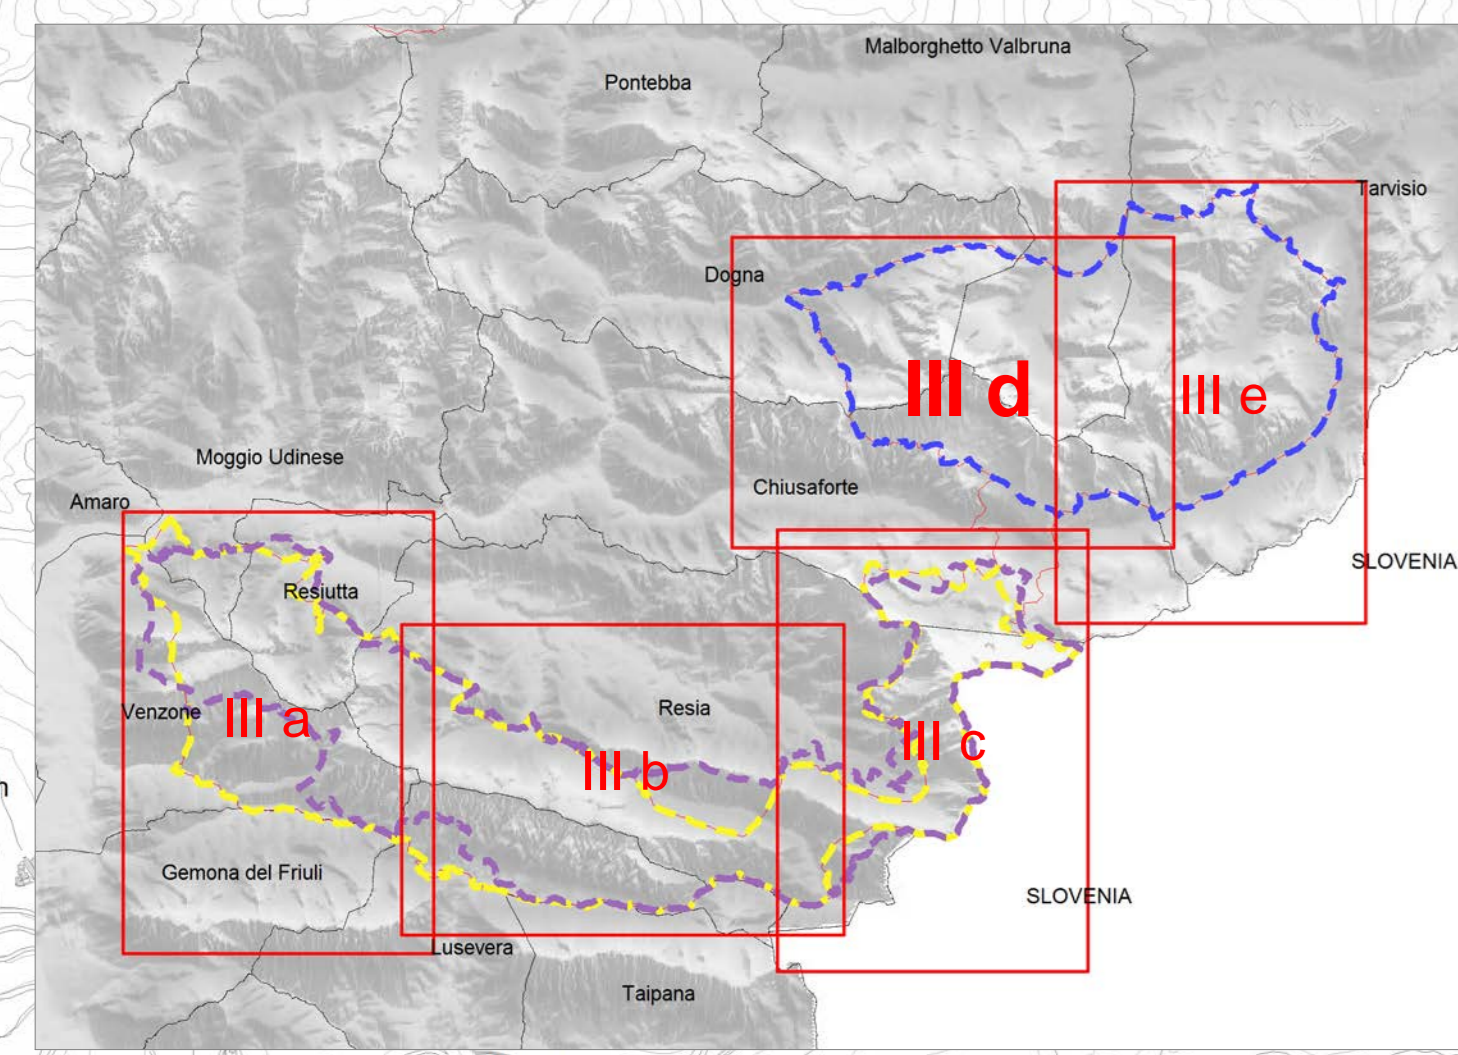 Malborghetto Valbruna
Pontebba
Tarvisio
Dogna
III d
III e
Moggio Udinese
Chiusaforte
Amaro
SLOVENIA
Resiutta
Venzone
III a
Resia
III c
III b
Gemona del Friuli
SLOVENIA
Lusevera
Taipana